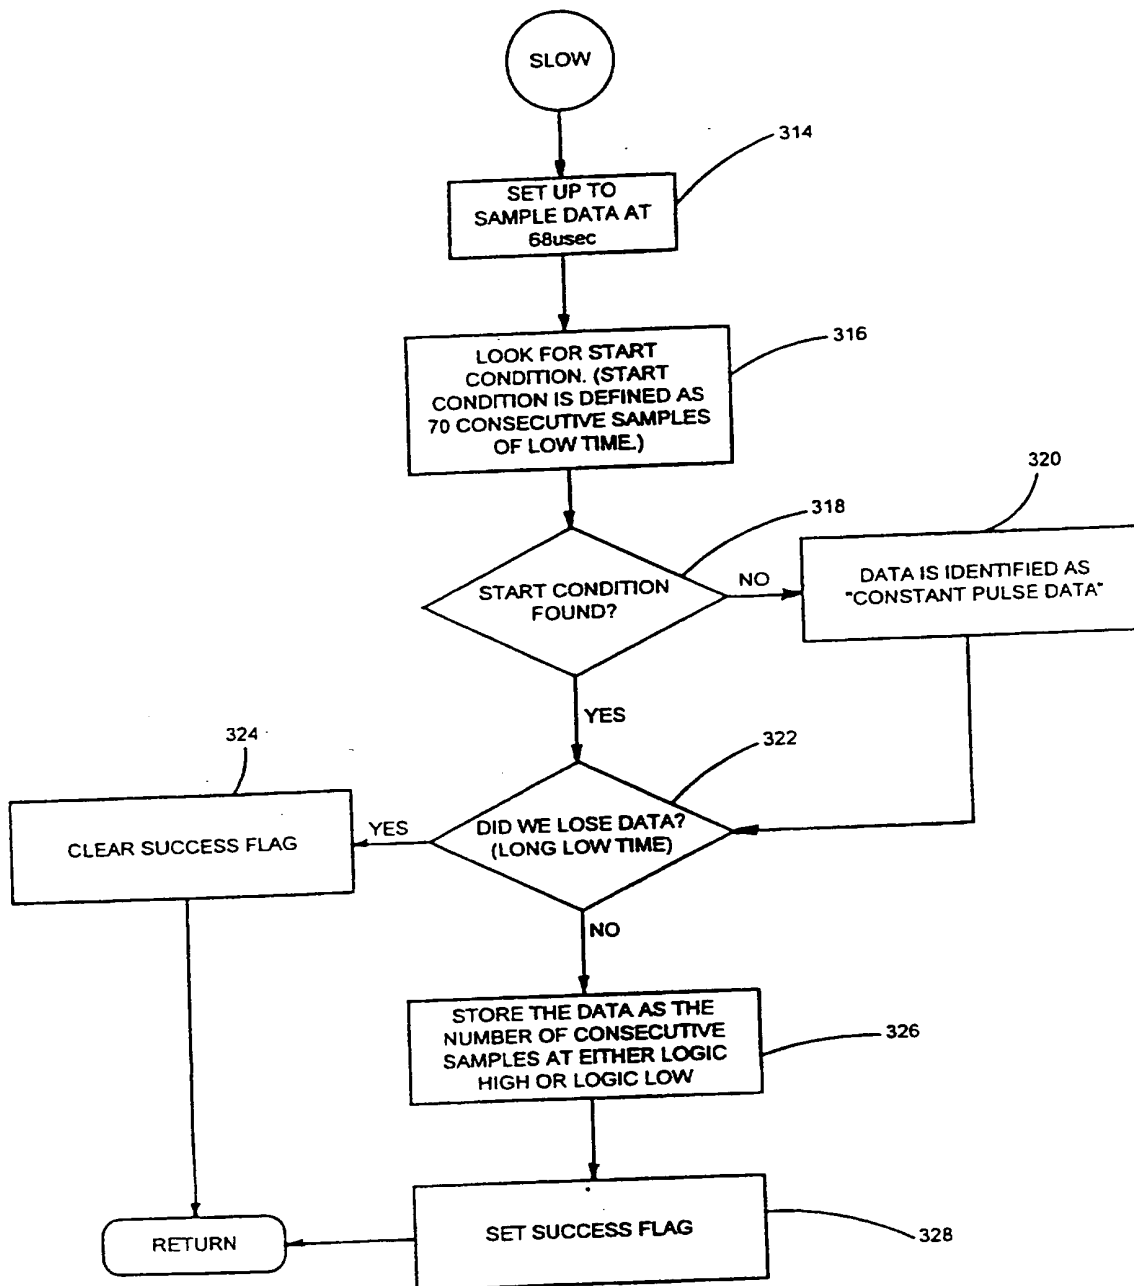 SLOW
314
SET UP TO
SAMPLE DATA AT
68usec
316
LOOK FOR START
CONDITION. (START
CONDITION IS DEFINED AS
70 CONSECUTIVE SAMPLES
OF LOW TIME.)
318
320
START CONDITION
FOUND?
NO
DATA IS IDENTIFIED AS
"CONSTANT PULSE DATA"
YES
324
322
CLEAR SUCCESS FLAG
YES
DID WE LOSE DATA?
(LONG LOW TIME)
NO
STORE THE DATA AS THE
NUMBER OF CONSECUTIVE
SAMPLES AT EITHER LOGIC
HIGH OR LOGIC LOW
326
SET SUCCESS FLAG
328
RETURN